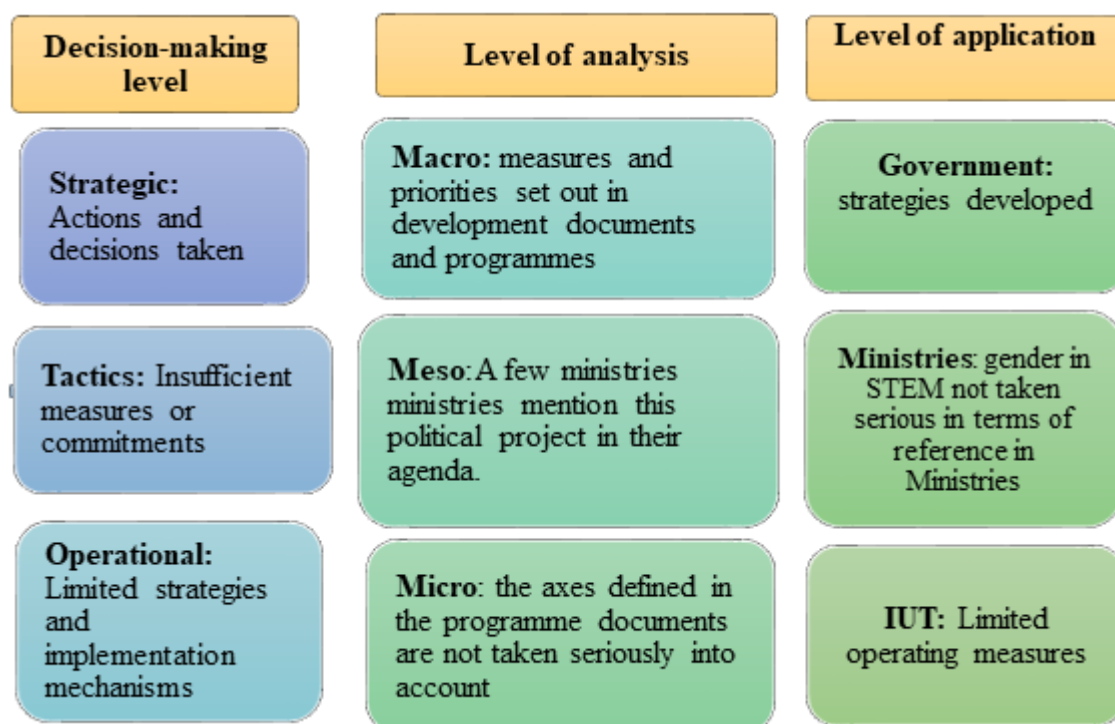 Decision-making
level
Level of analysis
Level of application
Strategic:
Actions and
decisions taken
Macro: measures and
priorities set out in
development documents
and programmes
Government:
strategies developed
Tactics: Insufficient
measures or
commitments
Meso: A few ministries
ministries mention this
political project in their
agenda.
Ministries: gender in
STEM not taken
serious in terms of
reference in
Ministries
Operational:
Limited strategies
and
implementation
mechanisms
Micro: the axes defined in
the programme documents
are not taken seriously into
account
IUT: Limited
operating measures